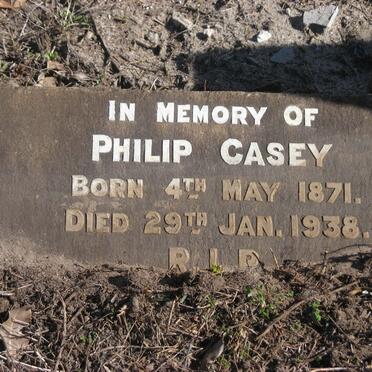 IN MEMORY OF
PHILIP CASEY
BORN 4TH MAY 1871.
DIED 29TH JAN. 1938.
R.I.P.